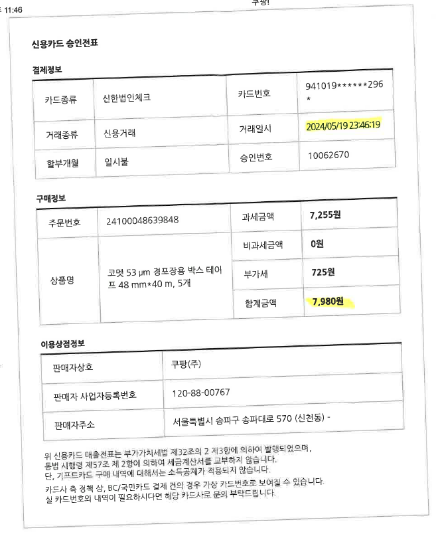 11:46
쿠팡!
신용카드 승인전표
결제정보
카드종류 신한법인체크 카드번호 941019******296*
거래종류 신용거래 거래일시 2024/05/19 23:46:19
할부개월 일시불 승인번호 10062670
구매정보
주문번호 24100048639848 과세금액 7,255원
비과세금액 0원
상품명 코멧 53 μm 경포장용 박스 테이
프 48 mm*40 m, 5개
부가세 725원
합계금액 7,980원
이용상점정보
판매자상호 쿠팡(주)
판매자 사업자등록번호 120-88-00767
판매자주소 서울특별시 송파구 송파대로 570 (신천동) -
위 신용카드 매출전표는 부가가치세법 제32조의 2 제3항에 의하여 발행되었으며,
동법 시행령 제57조 제 2항에 의하여 세금계산서를 교부하지 않습니다.
단, 기프트카드 구매 내역에 대해서는 소득공제가 적용되지 않습니다.
카드사 측 정책 상, BC/국민카드 결제 건의 경우 가상 카드번호로 보여질 수 있습니다.
실 카드번호의 내역이 필요하시다면 해당 카드사로 문의 부탁드립니다.